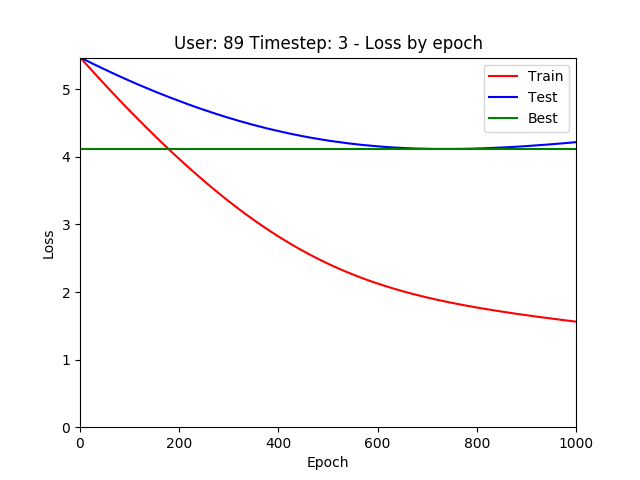 User: 89 Timestep: 3 - Loss by epoch
Train
Test
Best
Loss
5
4
3
2
1
0
0 200 400 600 800 1000
Epoch